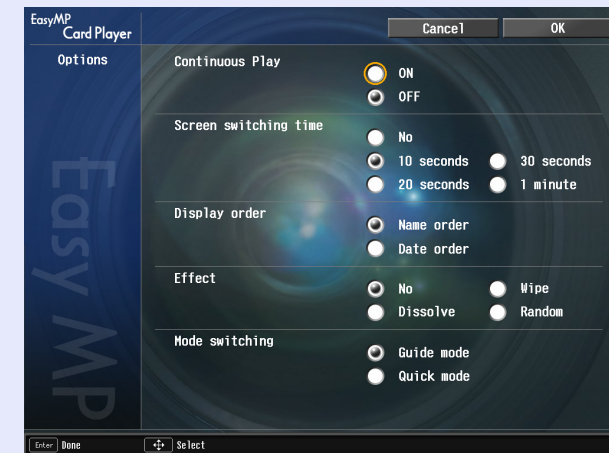 EasyMP
Card Player
Cancel OK
Options
Continuous Play
ON
OFF
Screen switching time
No
10 seconds 30 seconds
20 seconds 1 minute
Display order
Name order
Date order
Effect
No Wipe
Dissolve Random
Mode switching
Guide mode
Quick mode
Easy MP
Enter Done Select